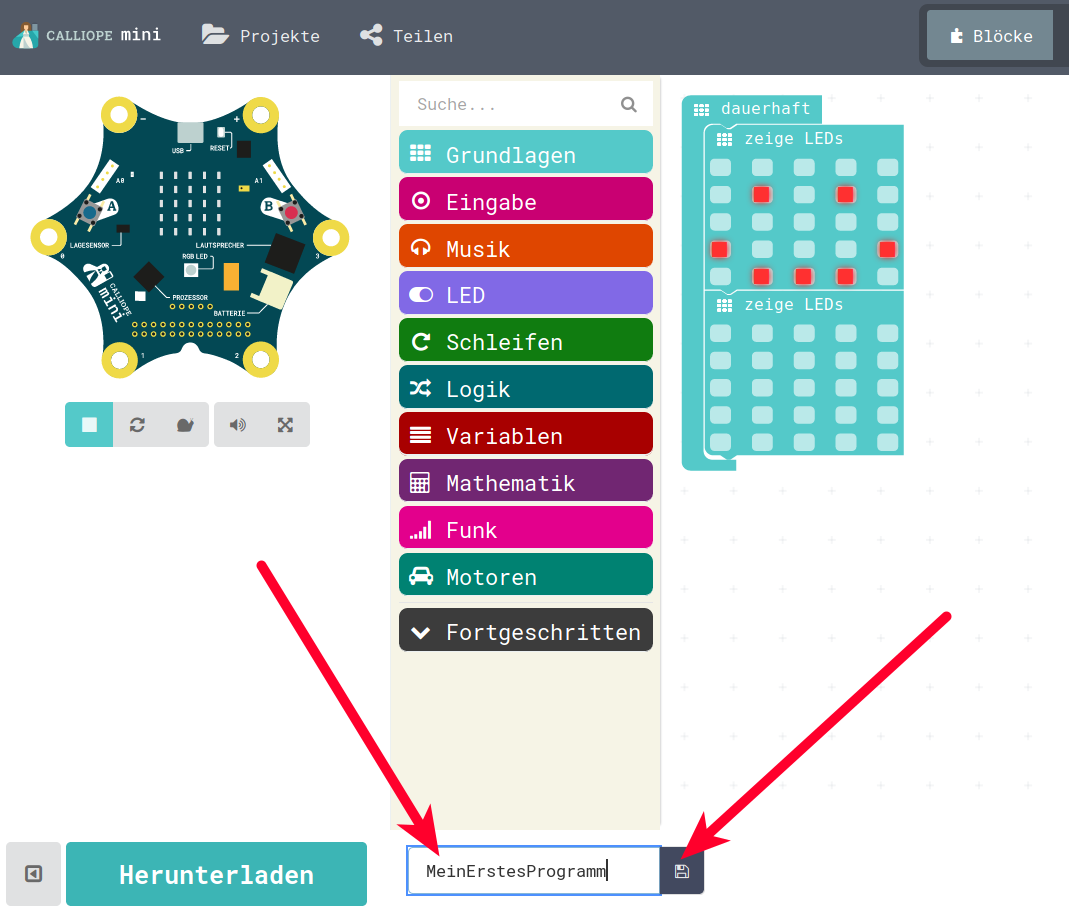 CALLIOPE mini
Projekte
Teilen
Blöcke
USB
RESET
A0
A1
A
B
LAGESENSOR
LAUTSPRECHER
RGB LED
0
3
PROZESSOR
BATTERIE
CALLIOPE
mini
1
2
Suche...
Grundlagen
Eingabe
Musik
LED
Schleifen
Logik
Variablen
Mathematik
Funk
Motoren
Fortgeschritten
dauerhaft
zeige LEDs
zeige LEDs
Herunterladen
MeinErstesProgramm